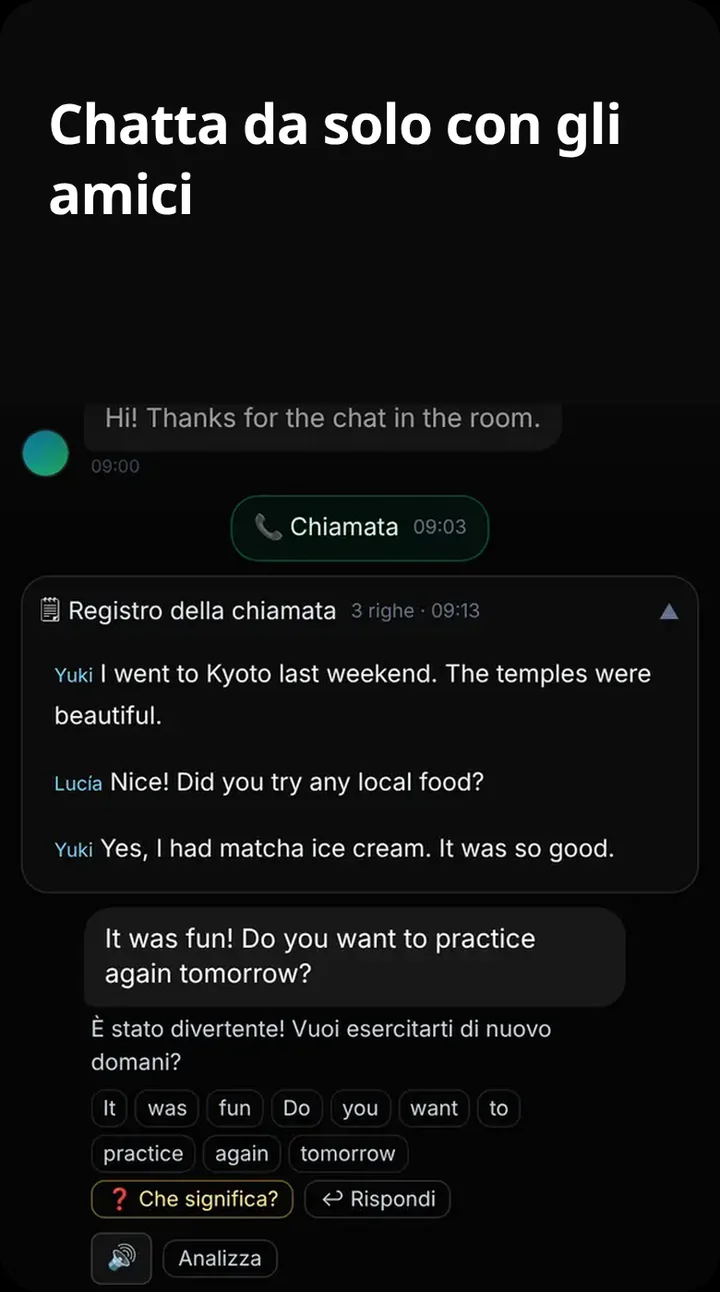 Chatta da solo con gli
amici
Hi! Thanks for the chat in the room.
09:00
📞 Chiamata 09:03
🗒 Registro della chiamata 3 righe · 09:13 ▲
Yuki I went to Kyoto last weekend. The temples were
beautiful.
Lucía Nice! Did you try any local food?
Yuki Yes, I had matcha ice cream. It was so good.
It was fun! Do you want to practice
again tomorrow?
È stato divertente! Vuoi esercitarti di nuovo
domani?
It was fun Do you want to
practice again tomorrow
❓ Che significa? ↩ Rispondi
🔊 Analizza